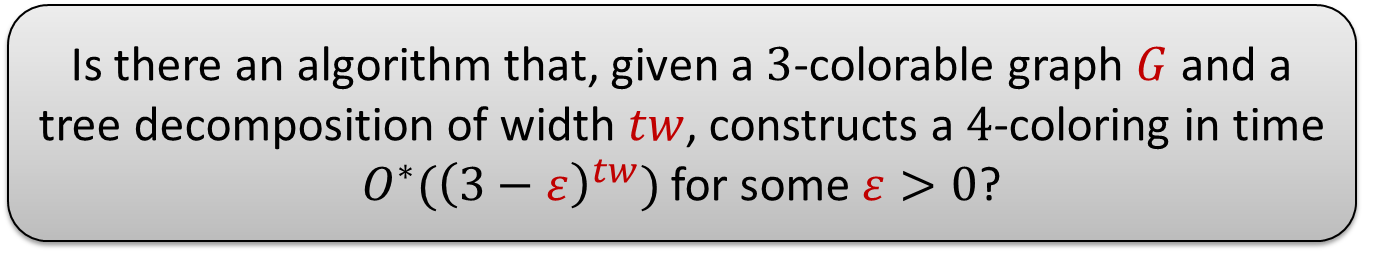 Is there an algorithm that, given a 3-colorable graph G and a
tree decomposition of width tw, constructs a 4-coloring in time
O*((3 − ε)^tw) for some ε > 0?